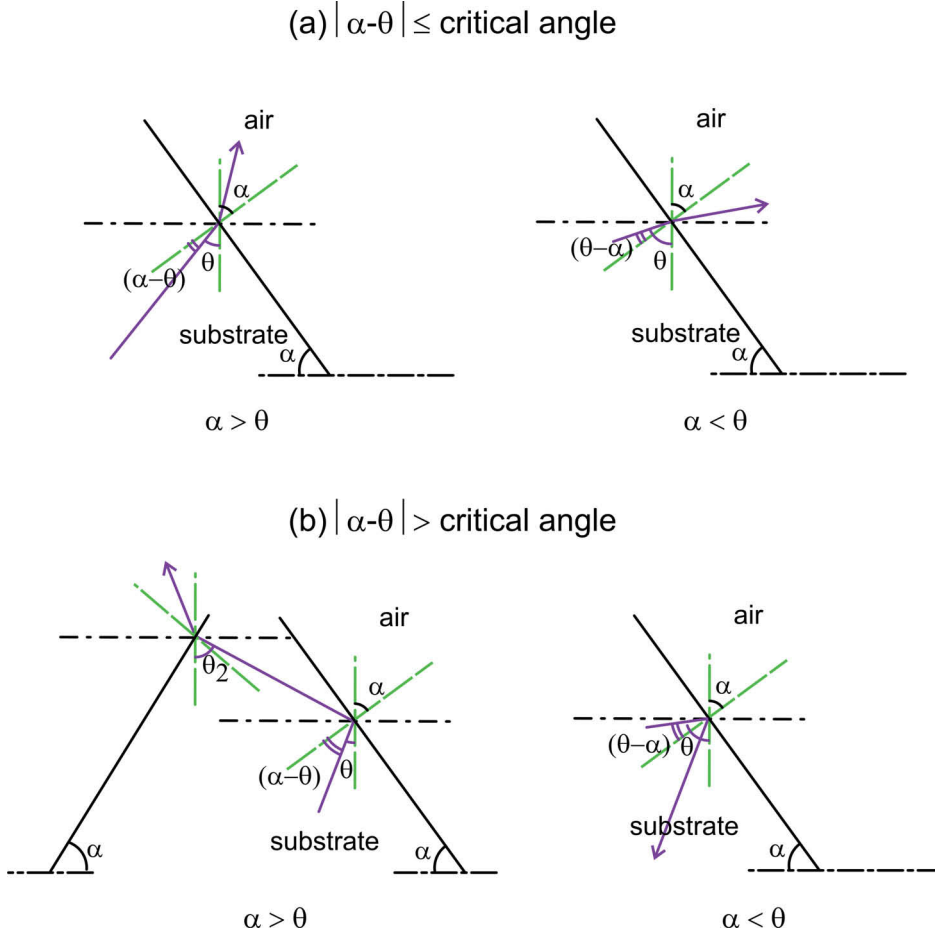 (a) |α-θ| ≤ critical angle
air
α
θ
(α−θ)
substrate
α
α > θ
air
α
(θ−α)
θ
substrate
α
α < θ
(b) |α-θ| > critical angle
θ2
α
air
α
(α−θ)
θ
substrate
α
α > θ
air
α
(θ−α)
θ
substrate
α
α < θ